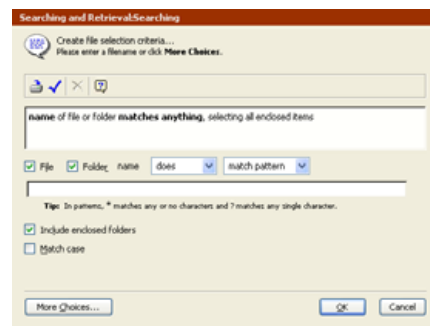 Searching and Retrieval:Searching
Create file selection criteria...
Please enter a filename or click More Choices.
name of file or folder matches anything, selecting all enclosed items
File Folder name does match pattern
Tip: In patterns, * matches any or no characters and ? matches any single character.
Include enclosed folders
Match case
More Choices... OK Cancel